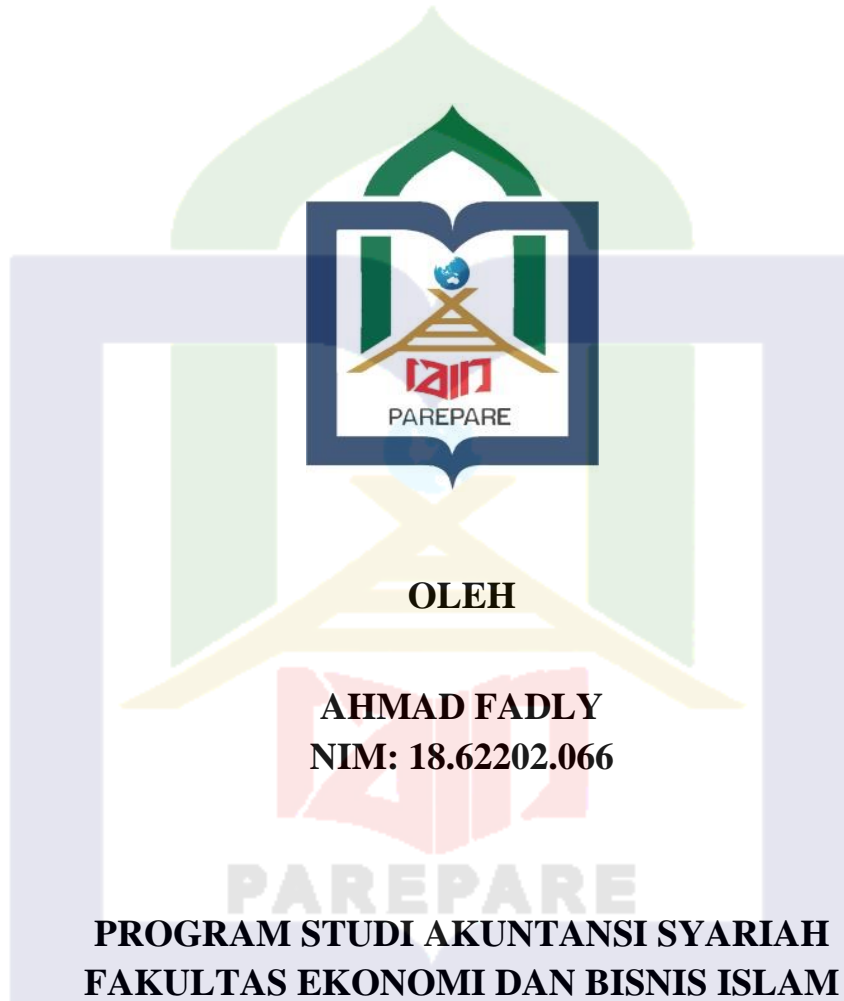 IAIN
PAREPARE
OLEH
AHMAD FADLY
NIM: 18.62202.066
PAREPARE
PROGRAM STUDI AKUNTANSI SYARIAH
FAKULTAS EKONOMI DAN BISNIS ISLAM